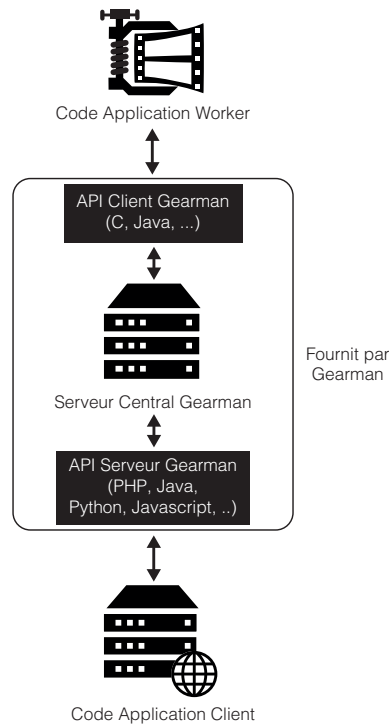 Code Application Worker
API Client Gearman
(C, Java, ...)
Fournit par
Gearman
Serveur Central Gearman
API Serveur Gearman
(PHP, Java,
Python, Javascript, ..)
Code Application Client